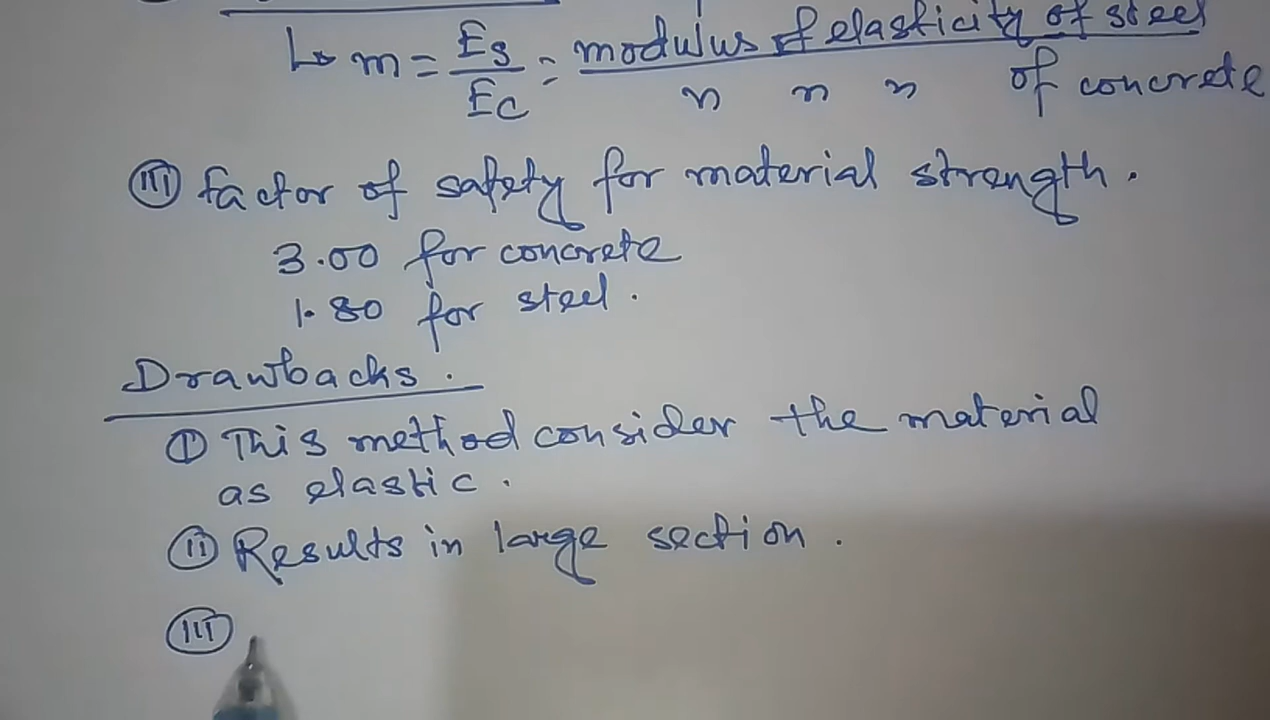 ↳ m = Es/Ec = modulus of elasticity of steel
" " " of concrete
(III) factor of safety for material strength.
3.00 for concrete
1.80 for steel.
Drawbacks.
(I) This method consider the material
as elastic.
(II) Results in large section.
(III)